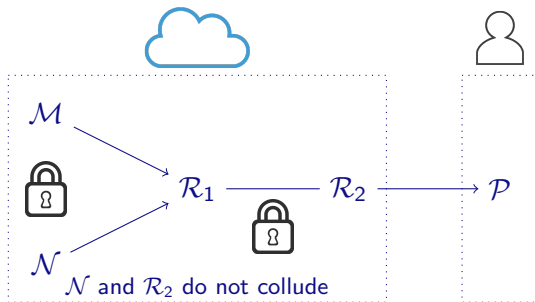 ℳ
ℛ₁ ℛ₂ 𝒫
𝒩
𝒩 and ℛ₂ do not collude